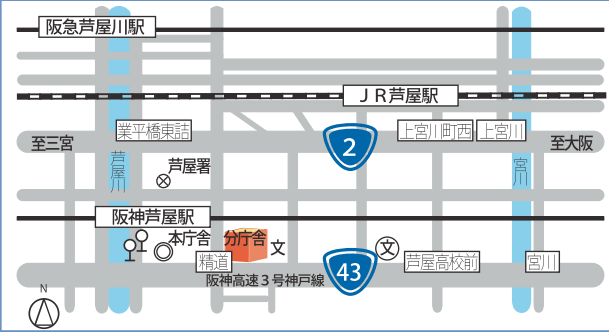 阪急芦屋川駅
JR芦屋駅
業平橋東詰
上宮川町西
上宮川
至三宮
2
至大阪
芦屋川
芦屋署
宮川
阪神芦屋駅
本庁舎
分庁舎
文
文
精道
芦屋高校前
宮川
阪神高速3号神戸線
43
N